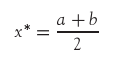 x* = (a + b)/2